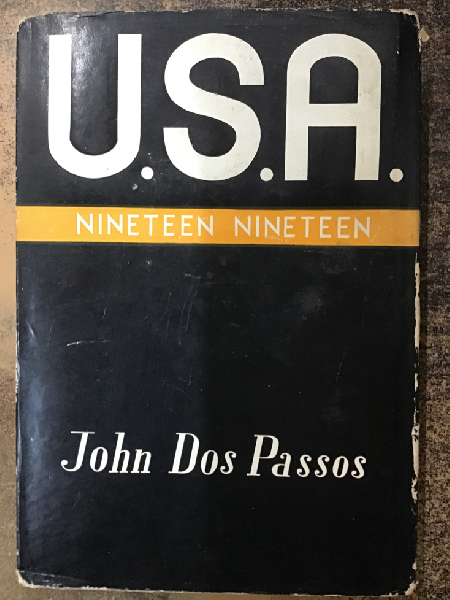 U.S.A.
NINETEEN NINETEEN
John Dos Passos